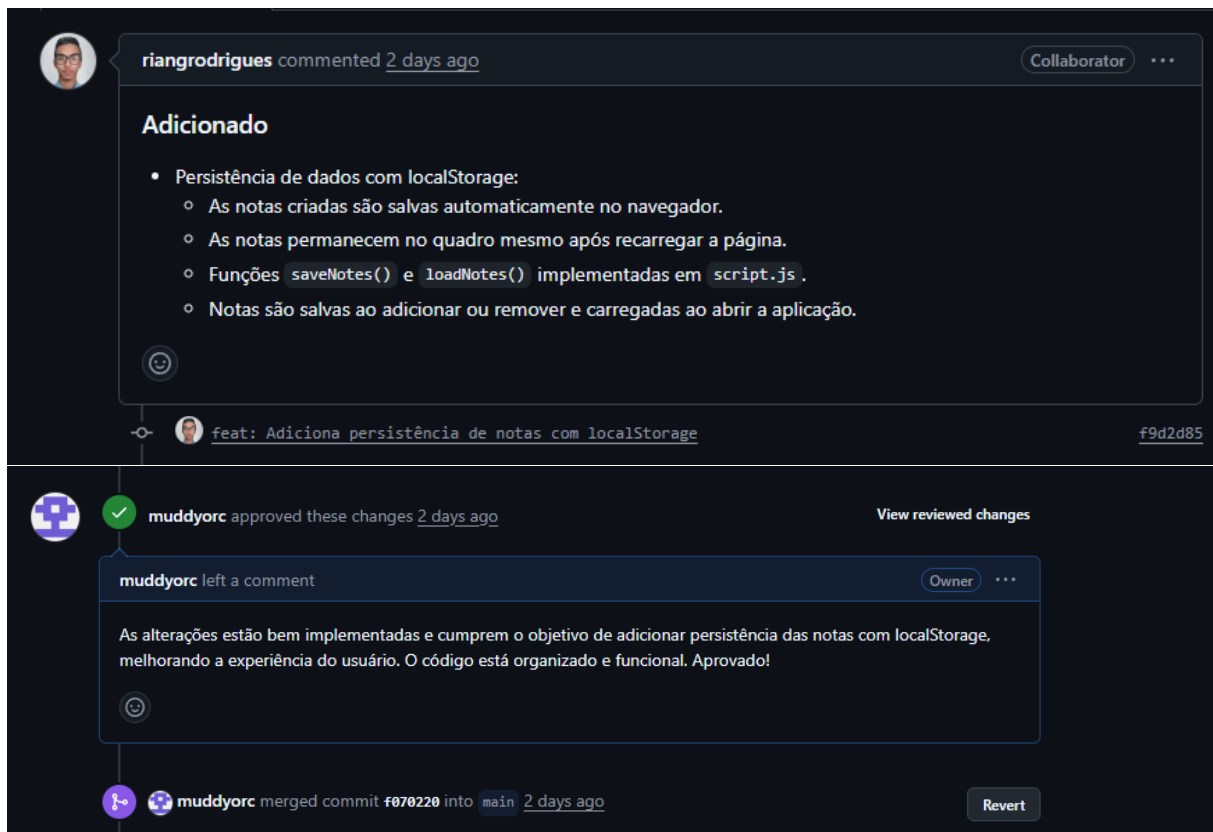 riangrodrigues commented 2 days ago
Collaborator
Adicionado
Persistência de dados com localStorage:
As notas criadas são salvas automaticamente no navegador.
As notas permanecem no quadro mesmo após recarregar a página.
Funções saveNotes() e loadNotes() implementadas em script.js.
Notas são salvas ao adicionar ou remover e carregadas ao abrir a aplicação.
feat: Adiciona persistência de notas com localStorage
f9d2d85
muddyorc approved these changes 2 days ago
View reviewed changes
muddyorc left a comment
Owner
As alterações estão bem implementadas e cumprem o objetivo de adicionar persistência das notas com localStorage,
melhorando a experiência do usuário. O código está organizado e funcional. Aprovado!
muddyorc merged commit f070220 into main 2 days ago
Revert